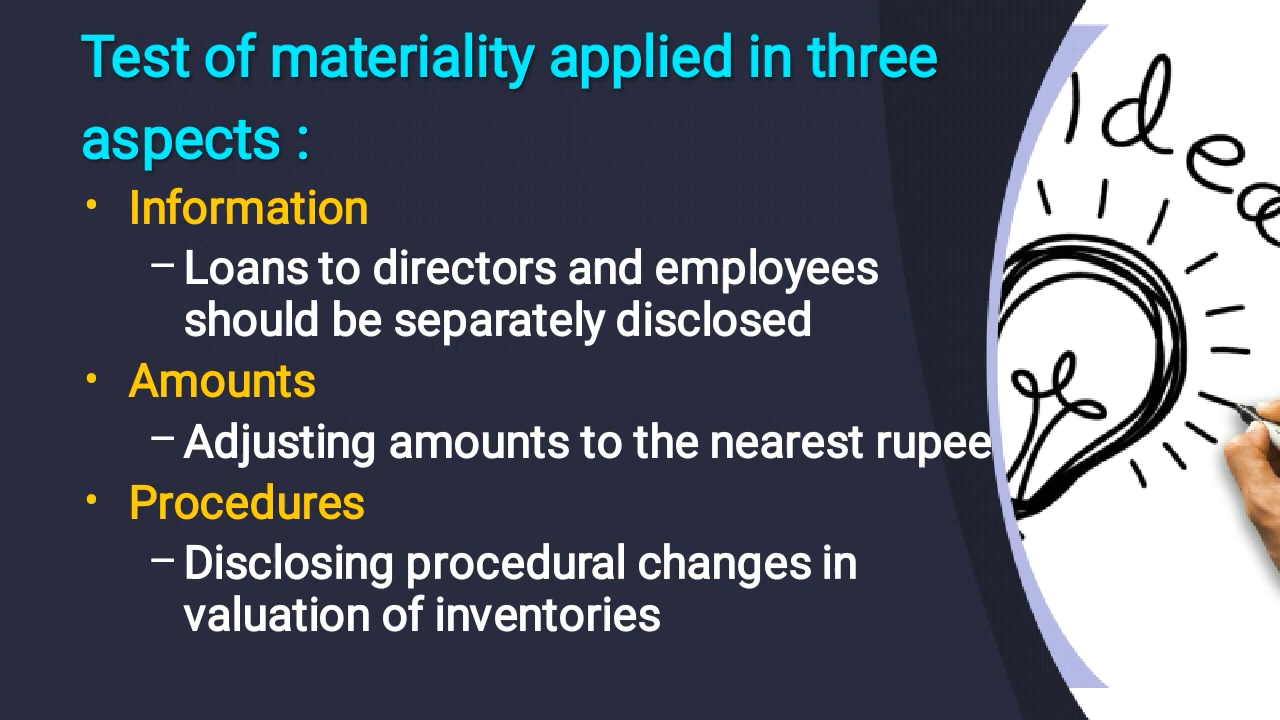 Test of materiality applied in three
aspects :
• Information
– Loans to directors and employees
should be separately disclosed
• Amounts
– Adjusting amounts to the nearest rupee
• Procedures
– Disclosing procedural changes in
valuation of inventories
Idea